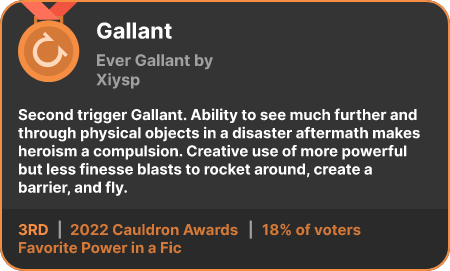 Gallant
Ever Gallant by
Xiysp
Second trigger Gallant. Ability to see much further and
through physical objects in a disaster aftermath makes
heroism a compulsion. Creative use of more powerful
but less finesse blasts to rocket around, create a
barrier, and fly.
3RD | 2022 Cauldron Awards | 18% of voters
Favorite Power in a Fic